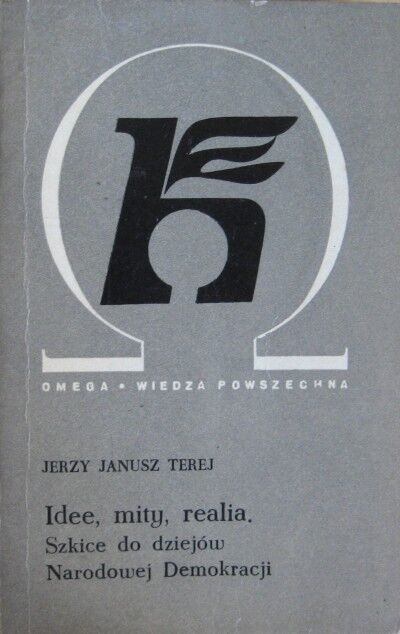 OMEGA • WIEDZA POWSZECHNA
JERZY JANUSZ TEREJ
Idee, mity, realia.
Szkice do dziejów
Narodowej Demokracji